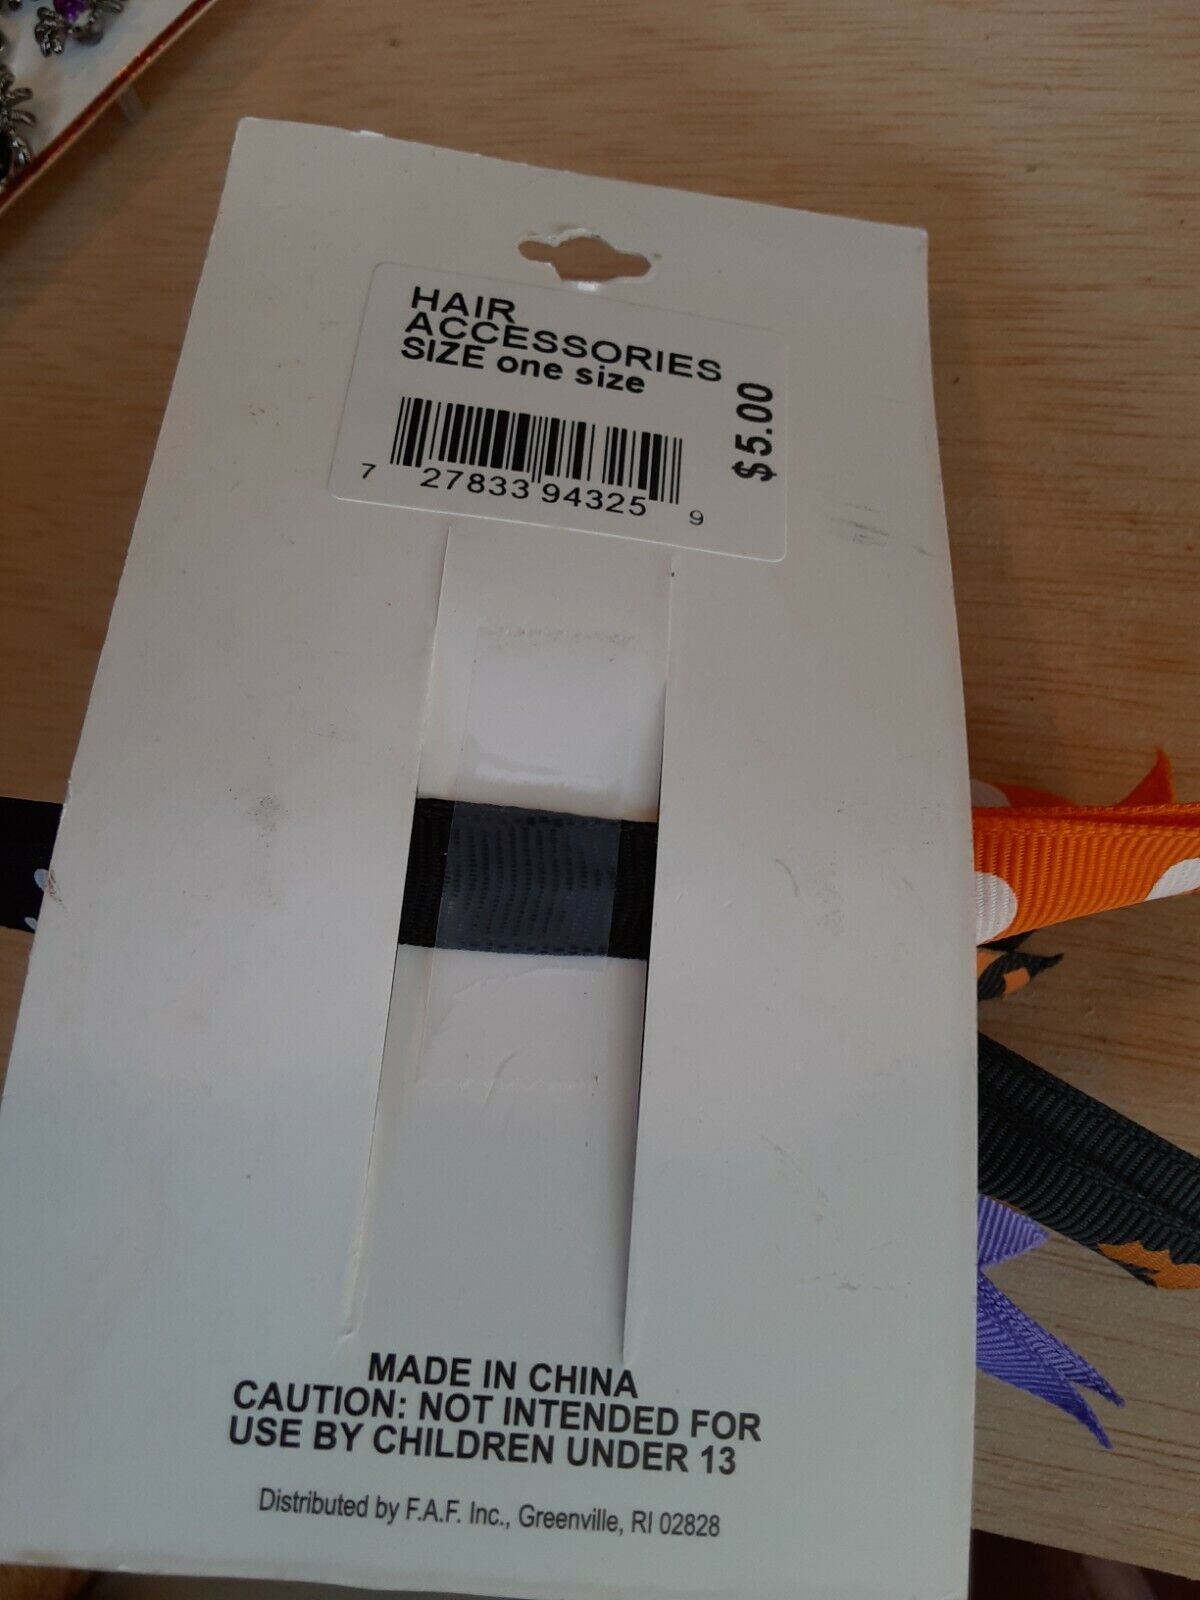 HAIR
ACCESSORIES
SIZE one size
$5.00
7 27833 94325 9
MADE IN CHINA
CAUTION: NOT INTENDED FOR
USE BY CHILDREN UNDER 13
Distributed by F.A.F. Inc., Greenville, RI 02828